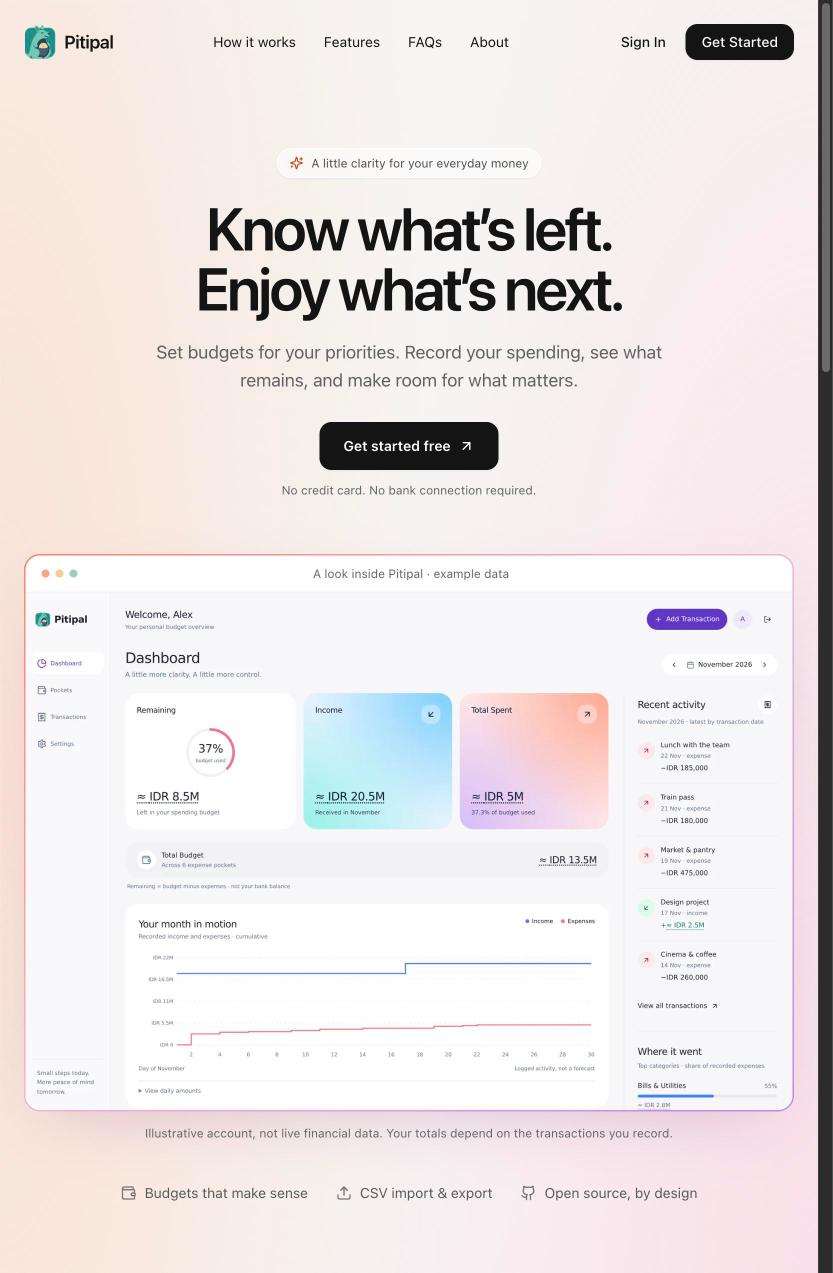 Pitipal
How it works
Features
FAQs
About
Sign In
Get Started
A little clarity for your everyday money
Know what's left.
Enjoy what's next.
Set budgets for your priorities. Record your spending, see what
remains, and make room for what matters.
Get started free
No credit card. No bank connection required.
A look inside Pitipal · example data
Pitipal
Dashboard
Pockets
Transactions
Settings
Small steps today.
More peace of mind
tomorrow.
Welcome, Alex
Your personal budget overview
+ Add Transaction
A
Dashboard
A little more clarity. A little more control.
November 2026
Remaining
37%
budget used
≈ IDR 8.5M
Left in your spending budget
Income
≈ IDR 20.5M
Received in November
Total Spent
≈ IDR 5M
37.3% of budget used
Total Budget
Across 6 expense pockets
≈ IDR 13.5M
Remaining = budget minus expenses · not your bank balance
Your month in motion
Recorded income and expenses · cumulative
Income
Expenses
IDR 22M
IDR 16.5M
IDR 11M
IDR 5.5M
IDR 0
2 4 6 8 10 12 14 16 18 20 22 24 26 28 30
Day of November
Logged activity, not a forecast
▸ View daily amounts
Recent activity
November 2026 · latest by transaction date
Lunch with the team
22 Nov · expense
−IDR 185,000
Train pass
21 Nov · expense
−IDR 180,000
Market & pantry
19 Nov · expense
−IDR 475,000
Design project
17 Nov · income
+≈ IDR 2.5M
Cinema & coffee
14 Nov · expense
−IDR 260,000
View all transactions
Where it went
Top categories · share of recorded expenses
Bills & Utilities
55%
≈ IDR 2.8M
Illustrative account, not live financial data. Your totals depend on the transactions you record.
Budgets that make sense
CSV import & export
Open source, by design